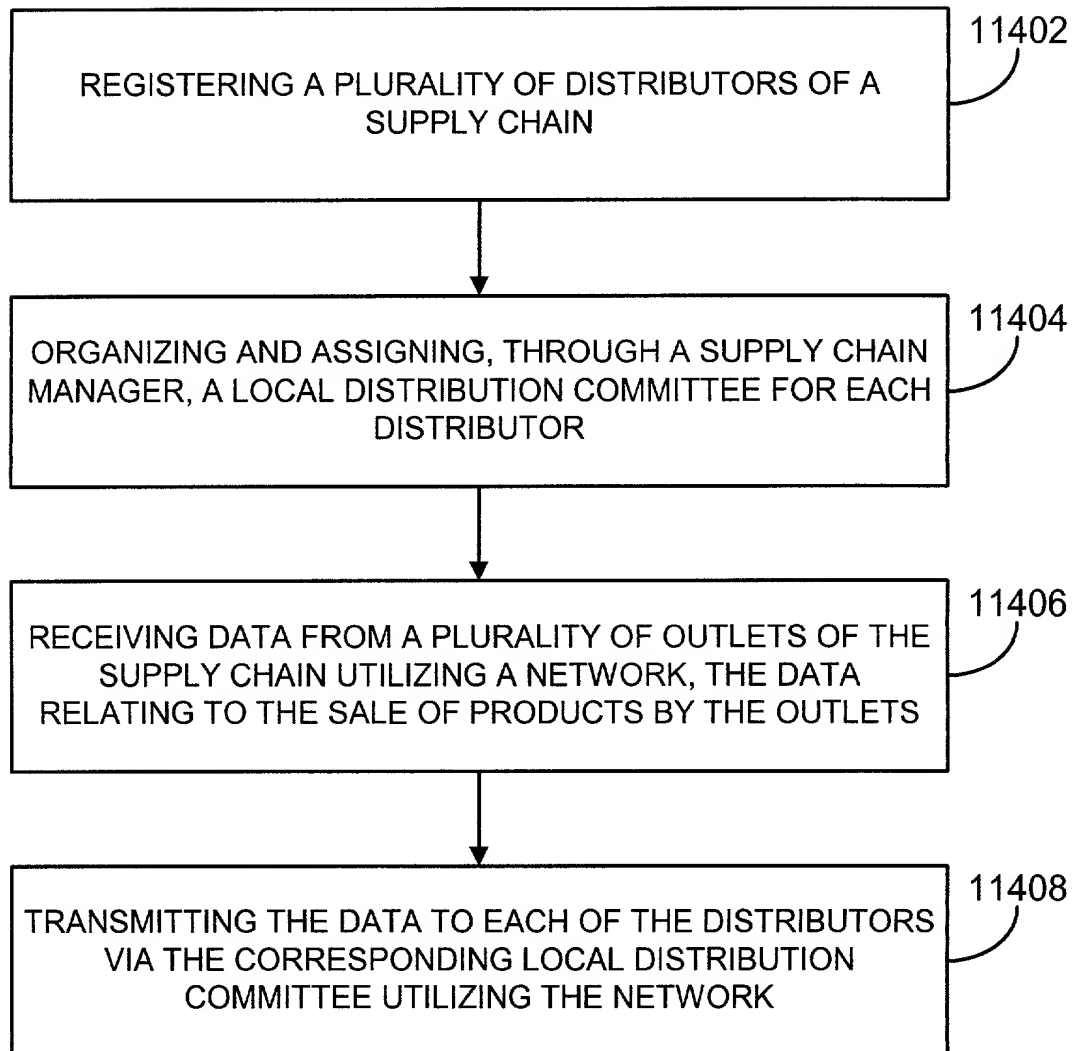 11402
REGISTERING A PLURALITY OF DISTRIBUTORS OF A
SUPPLY CHAIN
11404
ORGANIZING AND ASSIGNING, THROUGH A SUPPLY CHAIN
MANAGER, A LOCAL DISTRIBUTION COMMITTEE FOR EACH
DISTRIBUTOR
11406
RECEIVING DATA FROM A PLURALITY OF OUTLETS OF THE
SUPPLY CHAIN UTILIZING A NETWORK, THE DATA
RELATING TO THE SALE OF PRODUCTS BY THE OUTLETS
11408
TRANSMITTING THE DATA TO EACH OF THE DISTRIBUTORS
VIA THE CORRESPONDING LOCAL DISTRIBUTION
COMMITTEE UTILIZING THE NETWORK